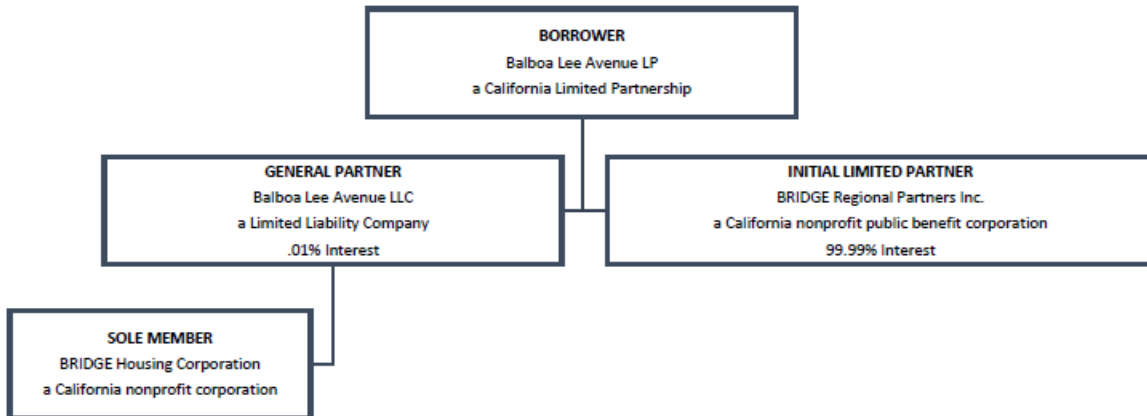 BORROWER
Balboa Lee Avenue LP
a California Limited Partnership
GENERAL PARTNER
Balboa Lee Avenue LLC
a Limited Liability Company
.01% Interest
INITIAL LIMITED PARTNER
BRIDGE Regional Partners Inc.
a California nonprofit public benefit corporation
99.99% Interest
SOLE MEMBER
BRIDGE Housing Corporation
a California nonprofit corporation